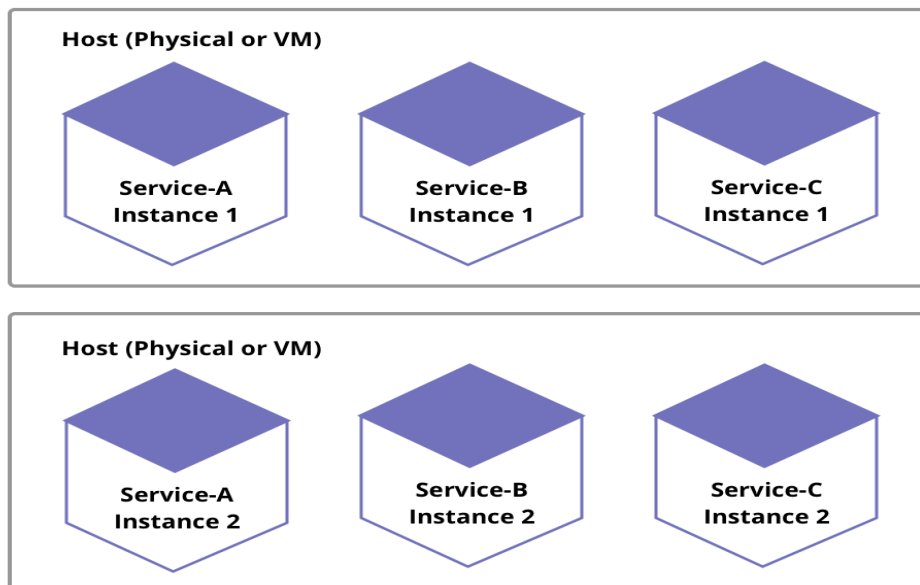 Host (Physical or VM)
Service-A
Instance 1
Service-B
Instance 1
Service-C
Instance 1
Host (Physical or VM)
Service-A
Instance 2
Service-B
Instance 2
Service-C
Instance 2